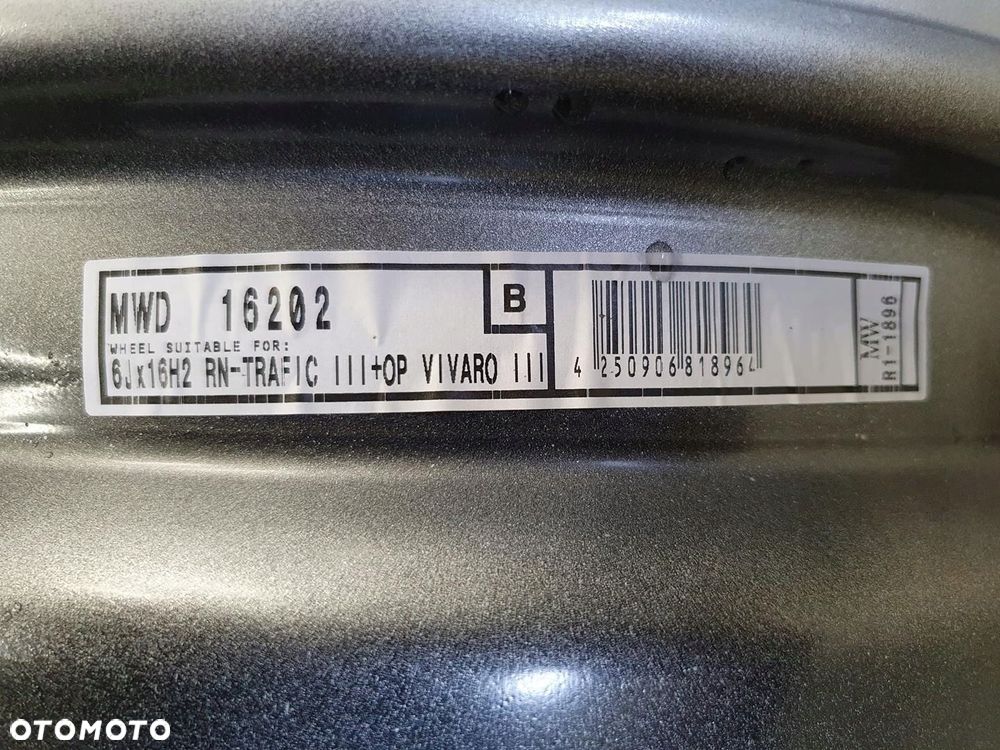 MWD 16202
B
WHEEL SUITABLE FOR:
6Jx16H2 RN-TRAFIC III+OP VIVARO III
4 250906 818964
MW
R1-1896
OTOMOTO